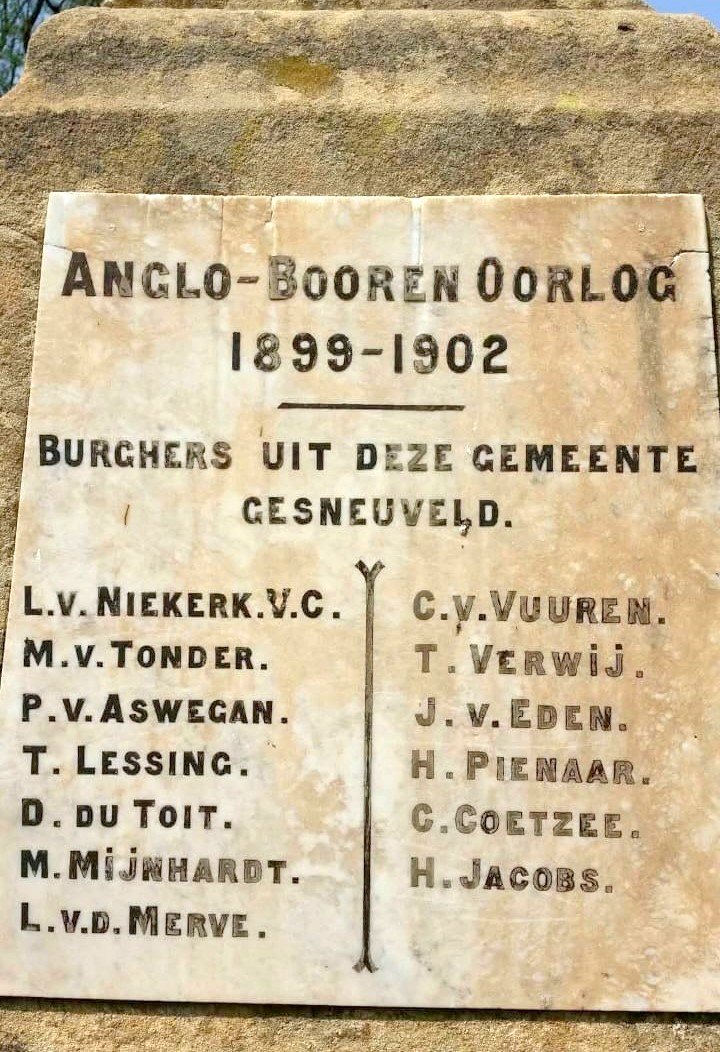 ANGLO-BOOREN OORLOG
1899-1902
BURGHERS UIT DEZE GEMEENTE
GESNEUVELD.
L.V. NIEKERK.V.C.
M.V. TONDER.
P.V. ASWEGAN.
T. LESSING.
D. DU TOIT.
M. MIJNHARDT.
L.V.D. MERVE.
C.V. VUUREN.
T. VERWIJ.
J.V. EDEN.
H. PIENAAR.
C. COETZEE.
H. JACOBS.